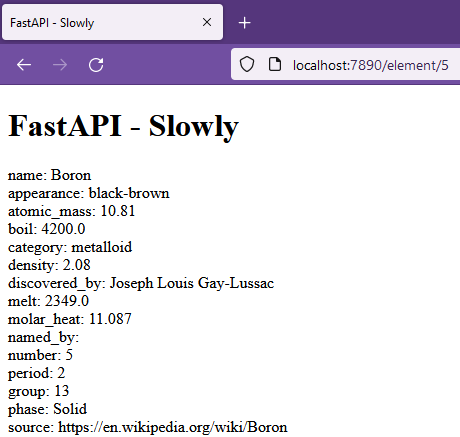 FastAPI - Slowly
localhost:7890/element/5
FastAPI - Slowly
name: Boron
appearance: black-brown
atomic_mass: 10.81
boil: 4200.0
category: metalloid
density: 2.08
discovered_by: Joseph Louis Gay-Lussac
melt: 2349.0
molar_heat: 11.087
named_by:
number: 5
period: 2
group: 13
phase: Solid
source: https://en.wikipedia.org/wiki/Boron